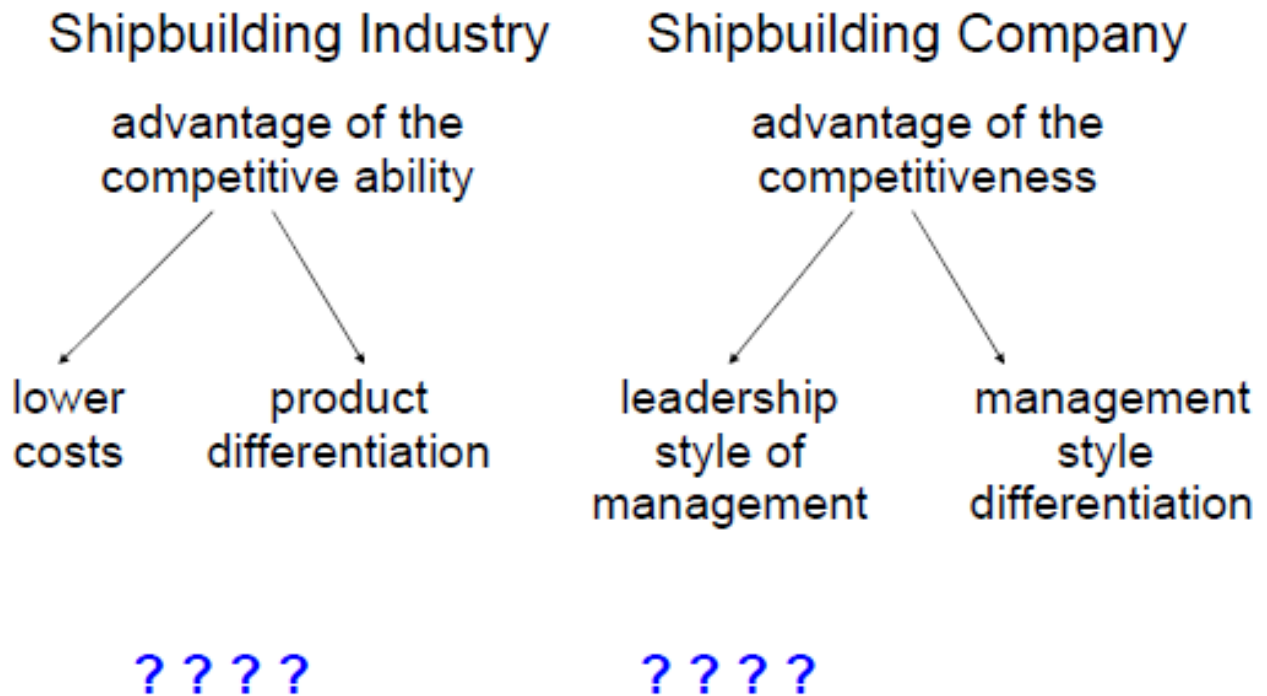 Shipbuilding Industry
advantage of the
competitive ability
lower
costs
product
differentiation
? ? ? ?
Shipbuilding Company
advantage of the
competitiveness
leadership
style of
management
management
style
differentiation
? ? ? ?